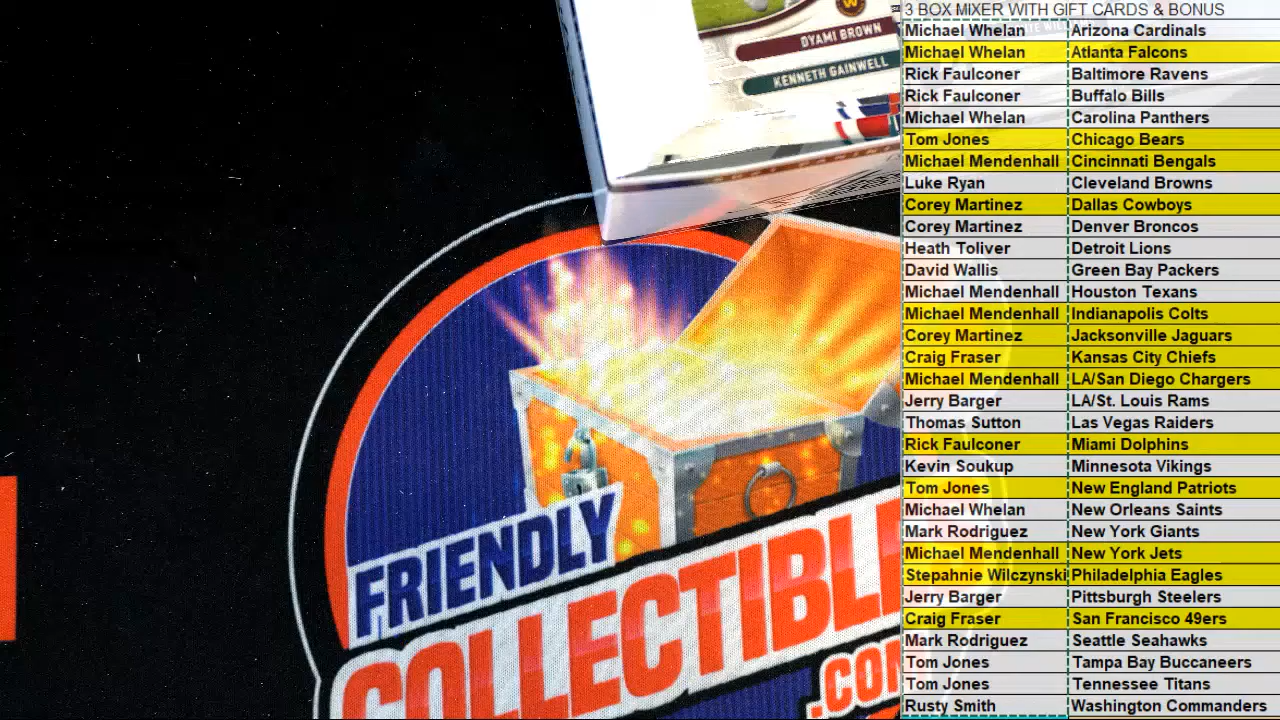 DYAMI BROWN
KENNETH GAINWELL
FRIENDLY
COLLECTIBLE
.COM
3 BOX MIXER WITH GIFT CARDS & BONUS
Michael Whelan Arizona Cardinals
Michael Whelan Atlanta Falcons
Rick Faulconer Baltimore Ravens
Rick Faulconer Buffalo Bills
Michael Whelan Carolina Panthers
Tom Jones Chicago Bears
Michael Mendenhall Cincinnati Bengals
Luke Ryan Cleveland Browns
Corey Martinez Dallas Cowboys
Corey Martinez Denver Broncos
Heath Toliver Detroit Lions
David Wallis Green Bay Packers
Michael Mendenhall Houston Texans
Michael Mendenhall Indianapolis Colts
Corey Martinez Jacksonville Jaguars
Craig Fraser Kansas City Chiefs
Michael Mendenhall LA/San Diego Chargers
Jerry Barger LA/St. Louis Rams
Thomas Sutton Las Vegas Raiders
Rick Faulconer Miami Dolphins
Kevin Soukup Minnesota Vikings
Tom Jones New England Patriots
Michael Whelan New Orleans Saints
Mark Rodriguez New York Giants
Michael Mendenhall New York Jets
Stepahnie Wilczynski Philadelphia Eagles
Jerry Barger Pittsburgh Steelers
Craig Fraser San Francisco 49ers
Mark Rodriguez Seattle Seahawks
Tom Jones Tampa Bay Buccaneers
Tom Jones Tennessee Titans
Rusty Smith Washington Commanders